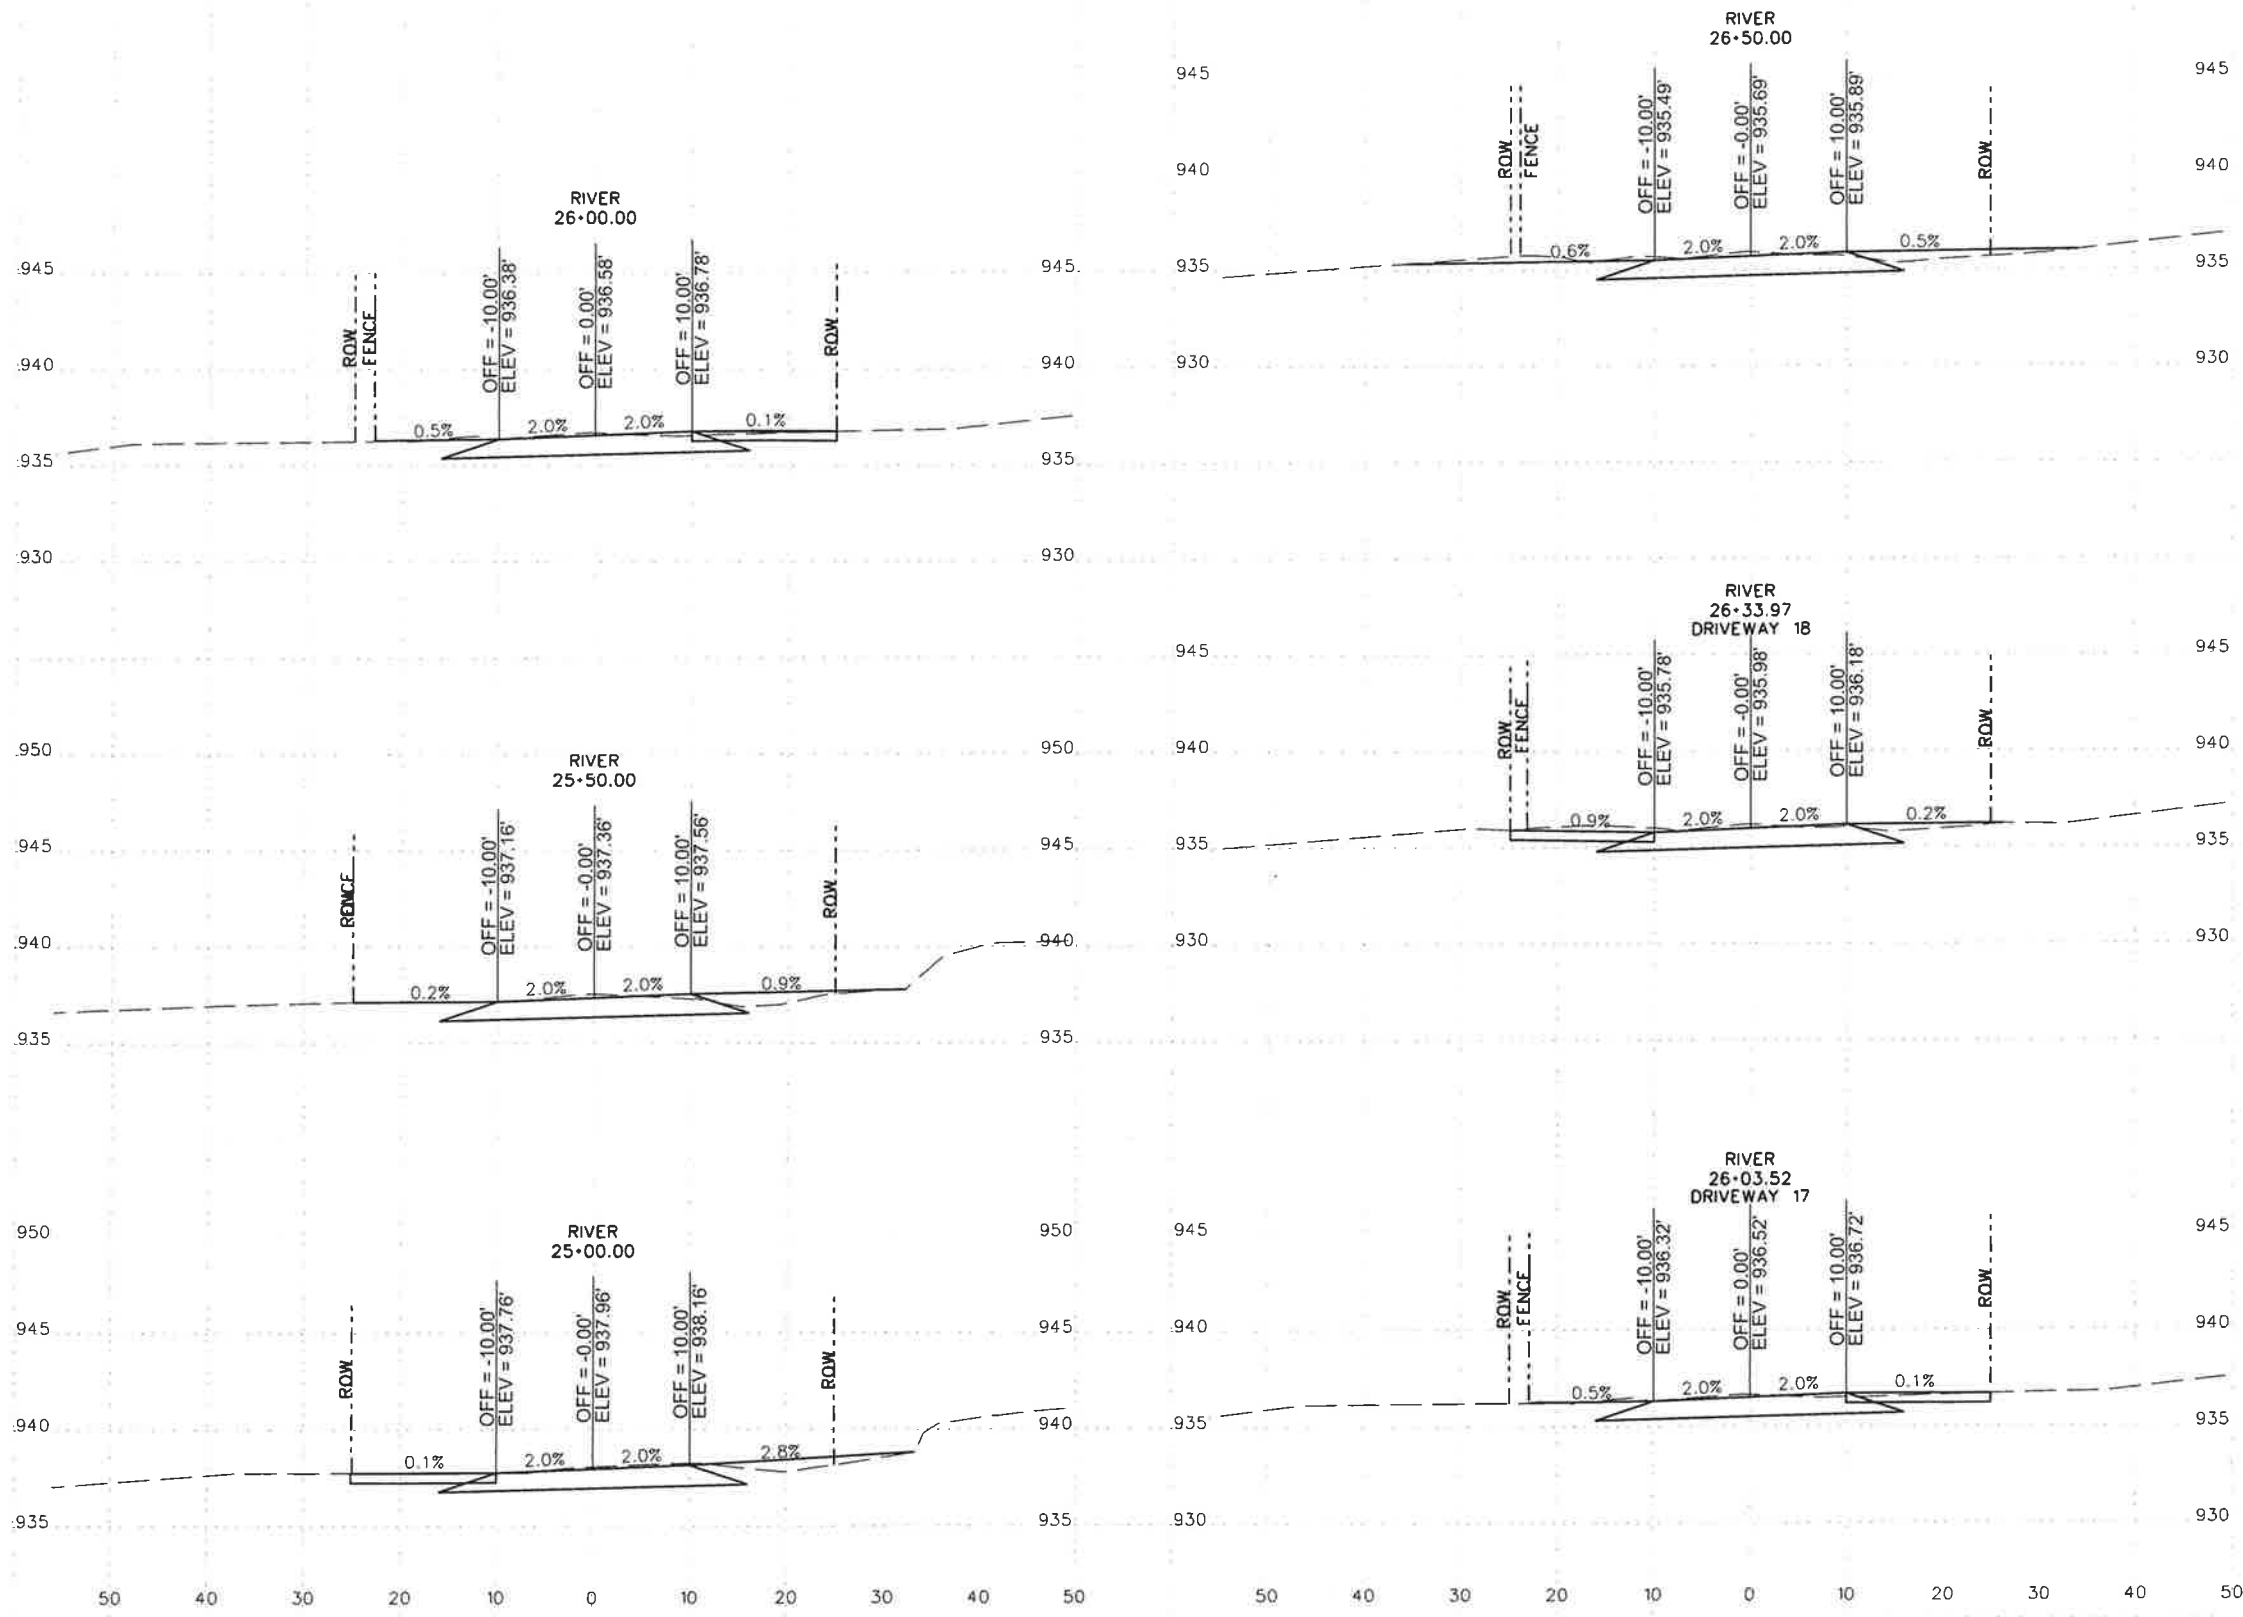 RIVER
26+00.00
945
945
940
940
935
935
930
930
ROW
FENCE
OFF = -10.00'
ELEV = 936.38'
OFF = 0.00'
ELEV = 936.58'
OFF = 10.00'
ELEV = 936.78'
ROW
0.5%
2.0%
2.0%
0.1%
RIVER
25+50.00
950
950
945
945
940
940
935
935
ROW
FENCE
OFF = -10.00'
ELEV = 937.16'
OFF = -0.00'
ELEV = 937.36'
OFF = 10.00'
ELEV = 937.56'
ROW
0.2%
2.0%
2.0%
0.9%
RIVER
25+00.00
950
950
945
945
940
940
935
935
ROW
OFF = -10.00'
ELEV = 937.76'
OFF = -0.00'
ELEV = 937.96'
OFF = 10.00'
ELEV = 938.16'
ROW
0.1%
2.0%
2.0%
2.8%
50 40 30 20 10 0 10 20 30 40 50
RIVER
26+50.00
945
945
940
940
935
935
930
930
ROW
FENCE
OFF = -10.00'
ELEV = 935.49'
OFF = -0.00'
ELEV = 935.69'
OFF = 10.00'
ELEV = 935.89'
ROW
0.6%
2.0%
2.0%
0.5%
RIVER
26+33.97
DRIVEWAY 18
945
945
940
940
935
935
930
930
ROW
FENCE
OFF = -10.00'
ELEV = 935.78'
OFF = -0.00'
ELEV = 935.98'
OFF = 10.00'
ELEV = 936.18'
ROW
0.9%
2.0%
2.0%
0.2%
RIVER
26+03.52
DRIVEWAY 17
945
945
940
940
935
935
930
930
ROW
FENCE
OFF = -10.00'
ELEV = 936.32'
OFF = 0.00'
ELEV = 936.52'
OFF = 10.00'
ELEV = 936.72'
ROW
0.5%
2.0%
2.0%
0.1%
50 40 30 20 10 0 10 20 30 40 50